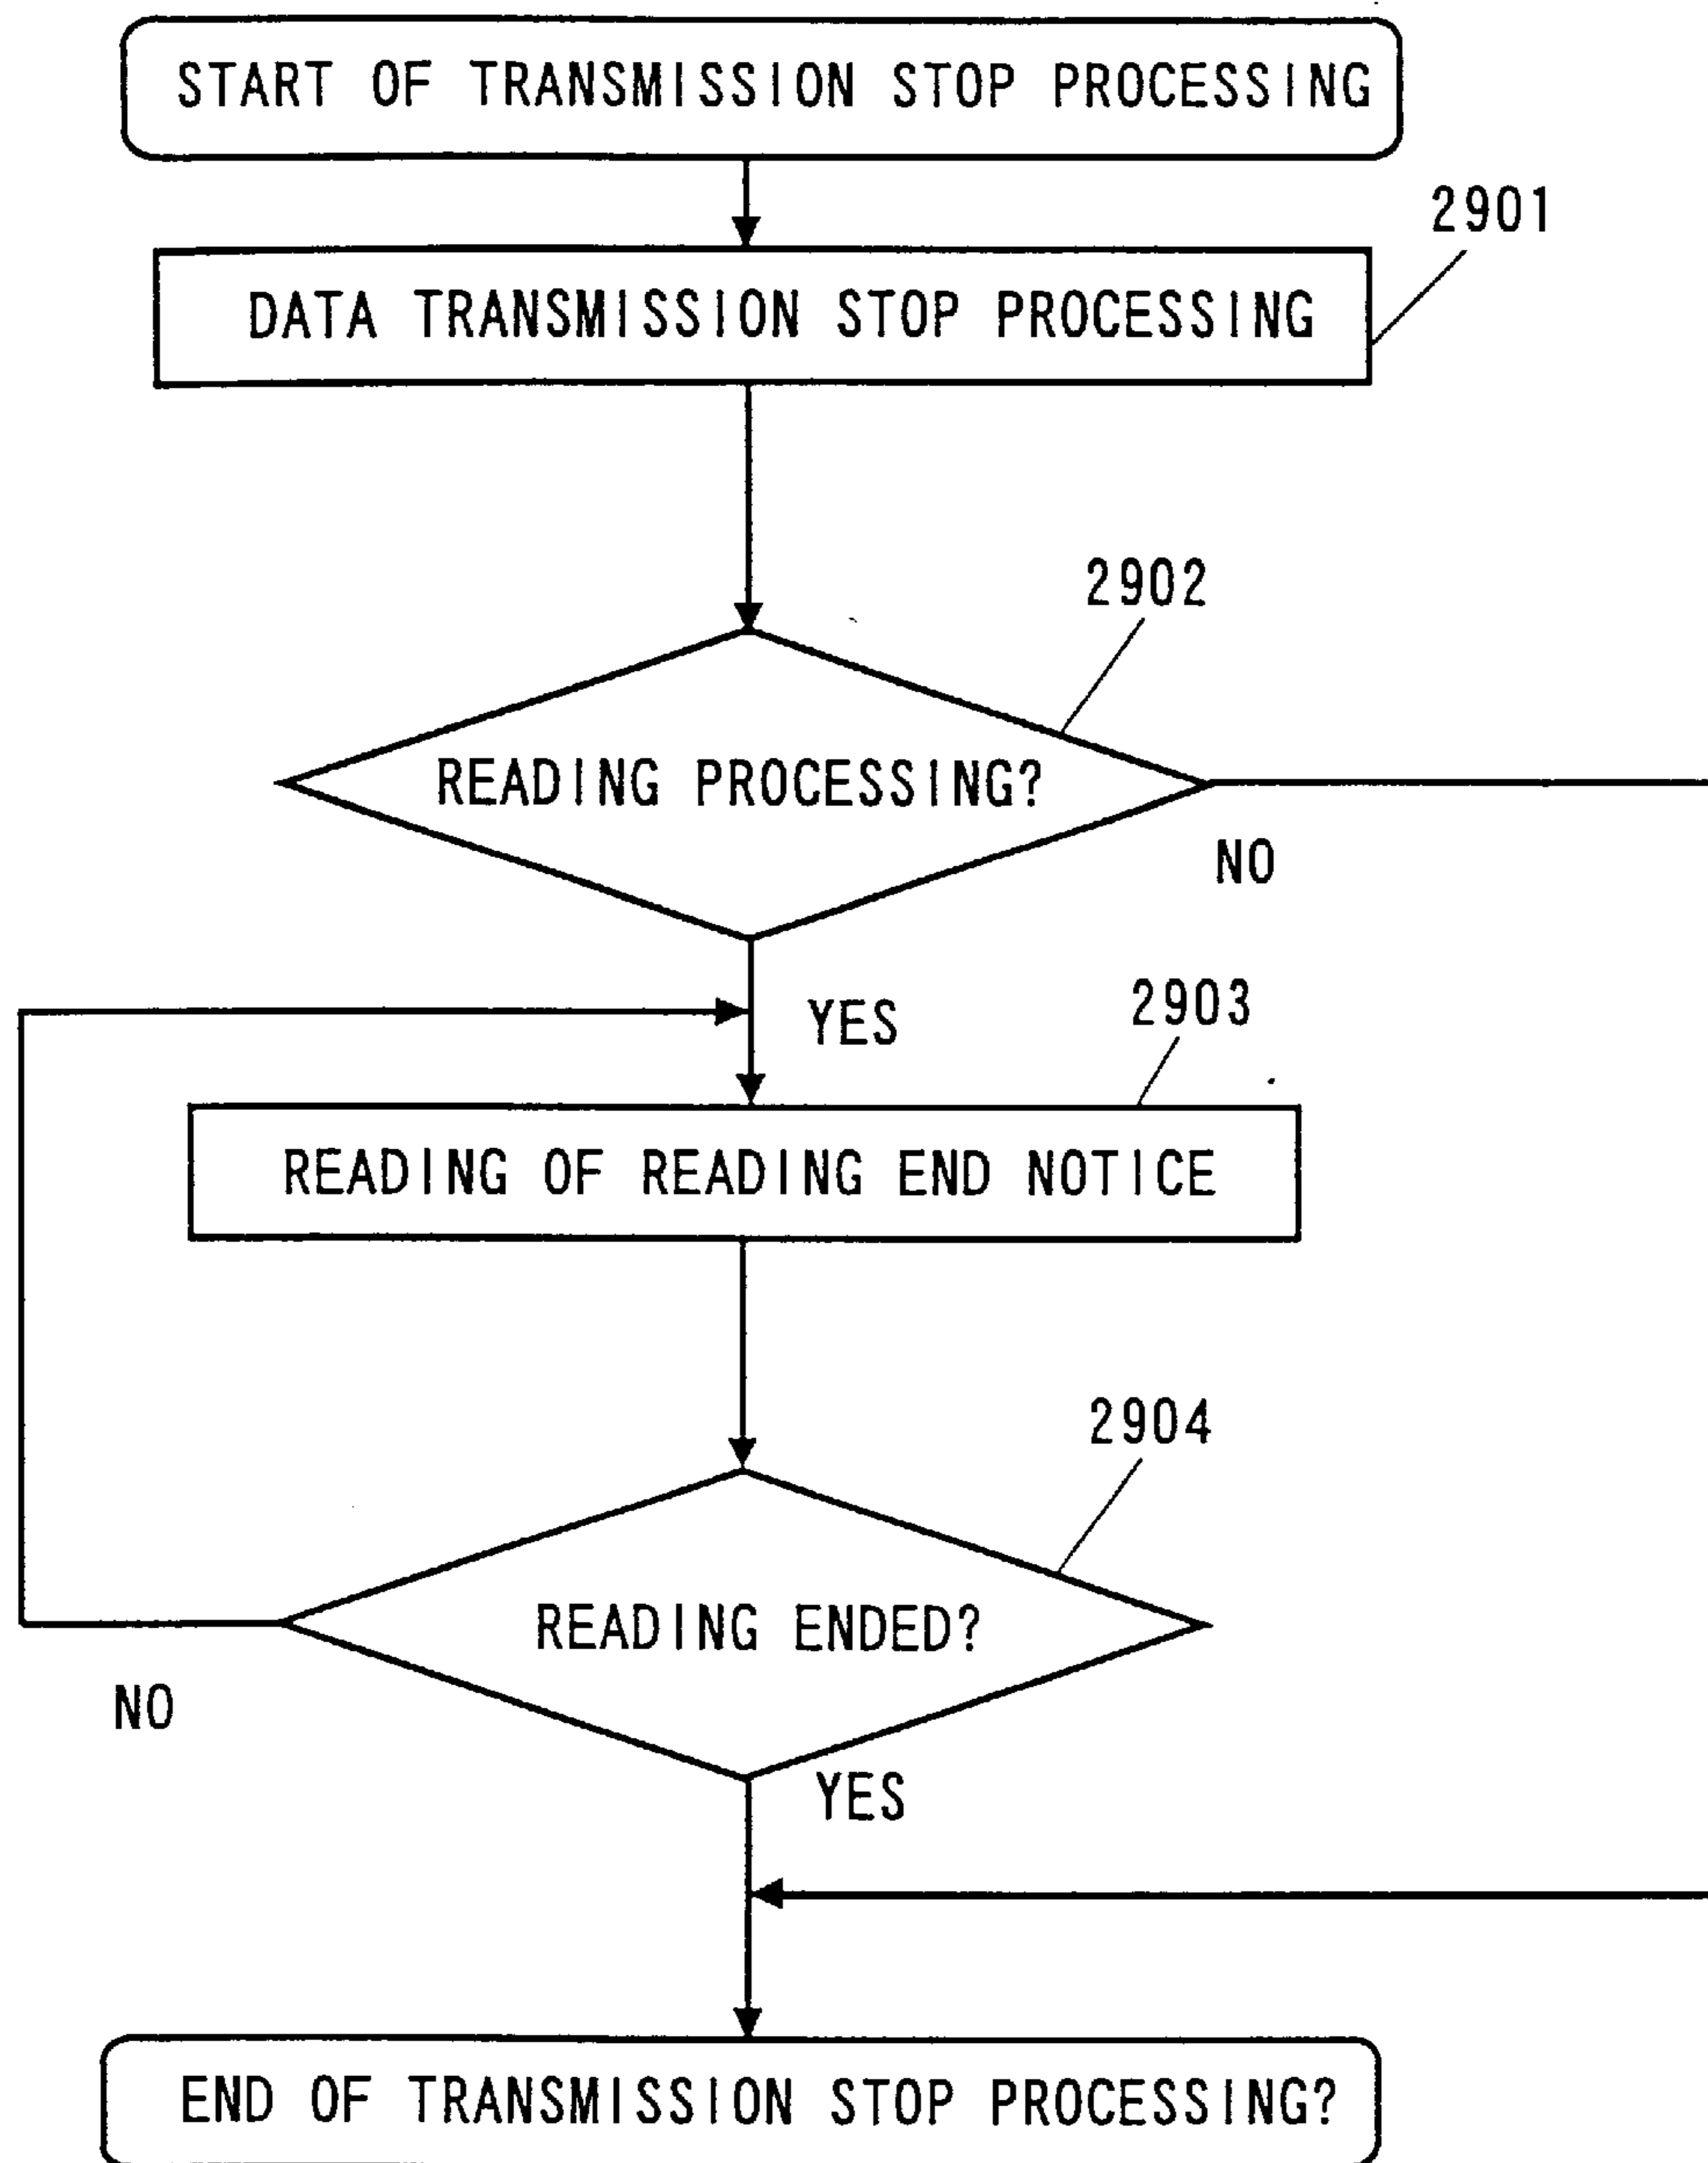 START OF TRANSMISSION STOP PROCESSING
2901
DATA TRANSMISSION STOP PROCESSING
2902
READING PROCESSING?
NO
YES
2903
READING OF READING END NOTICE
2904
READING ENDED?
NO
YES
END OF TRANSMISSION STOP PROCESSING?